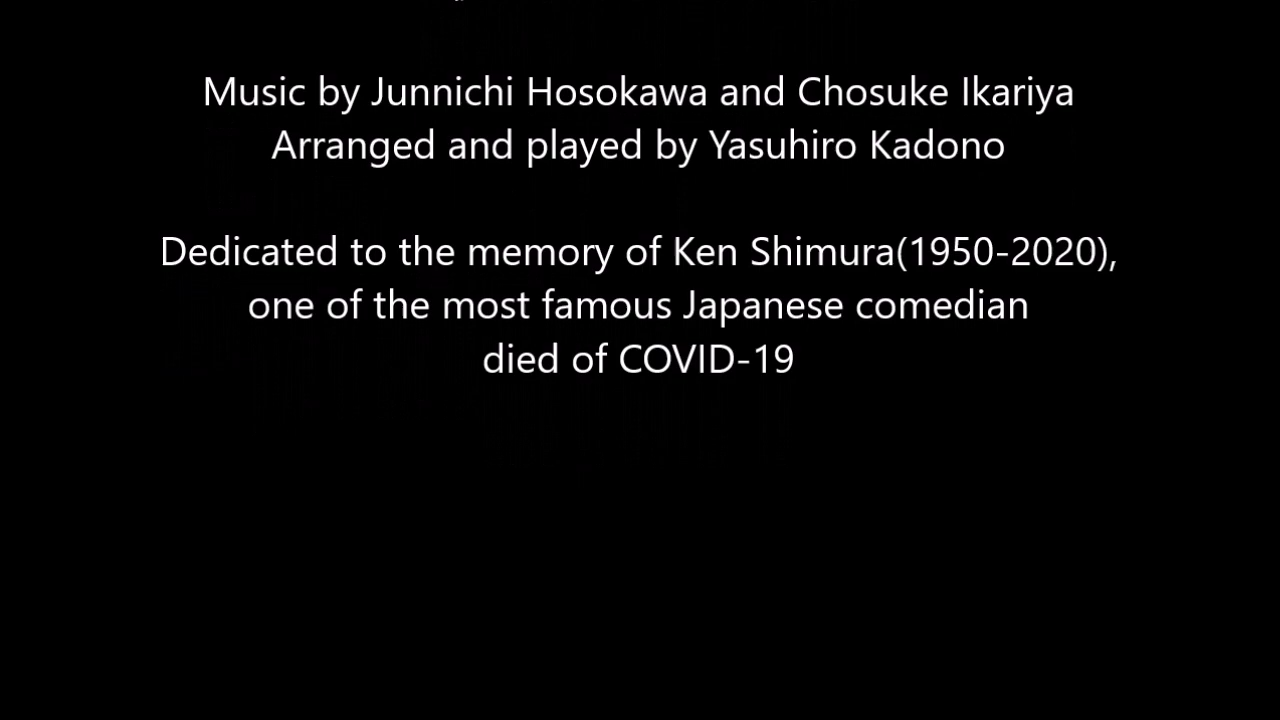 Music by Junnichi Hosokawa and Chosuke Ikariya
Arranged and played by Yasuhiro Kadono
Dedicated to the memory of Ken Shimura(1950-2020),
one of the most famous Japanese comedian
died of COVID-19